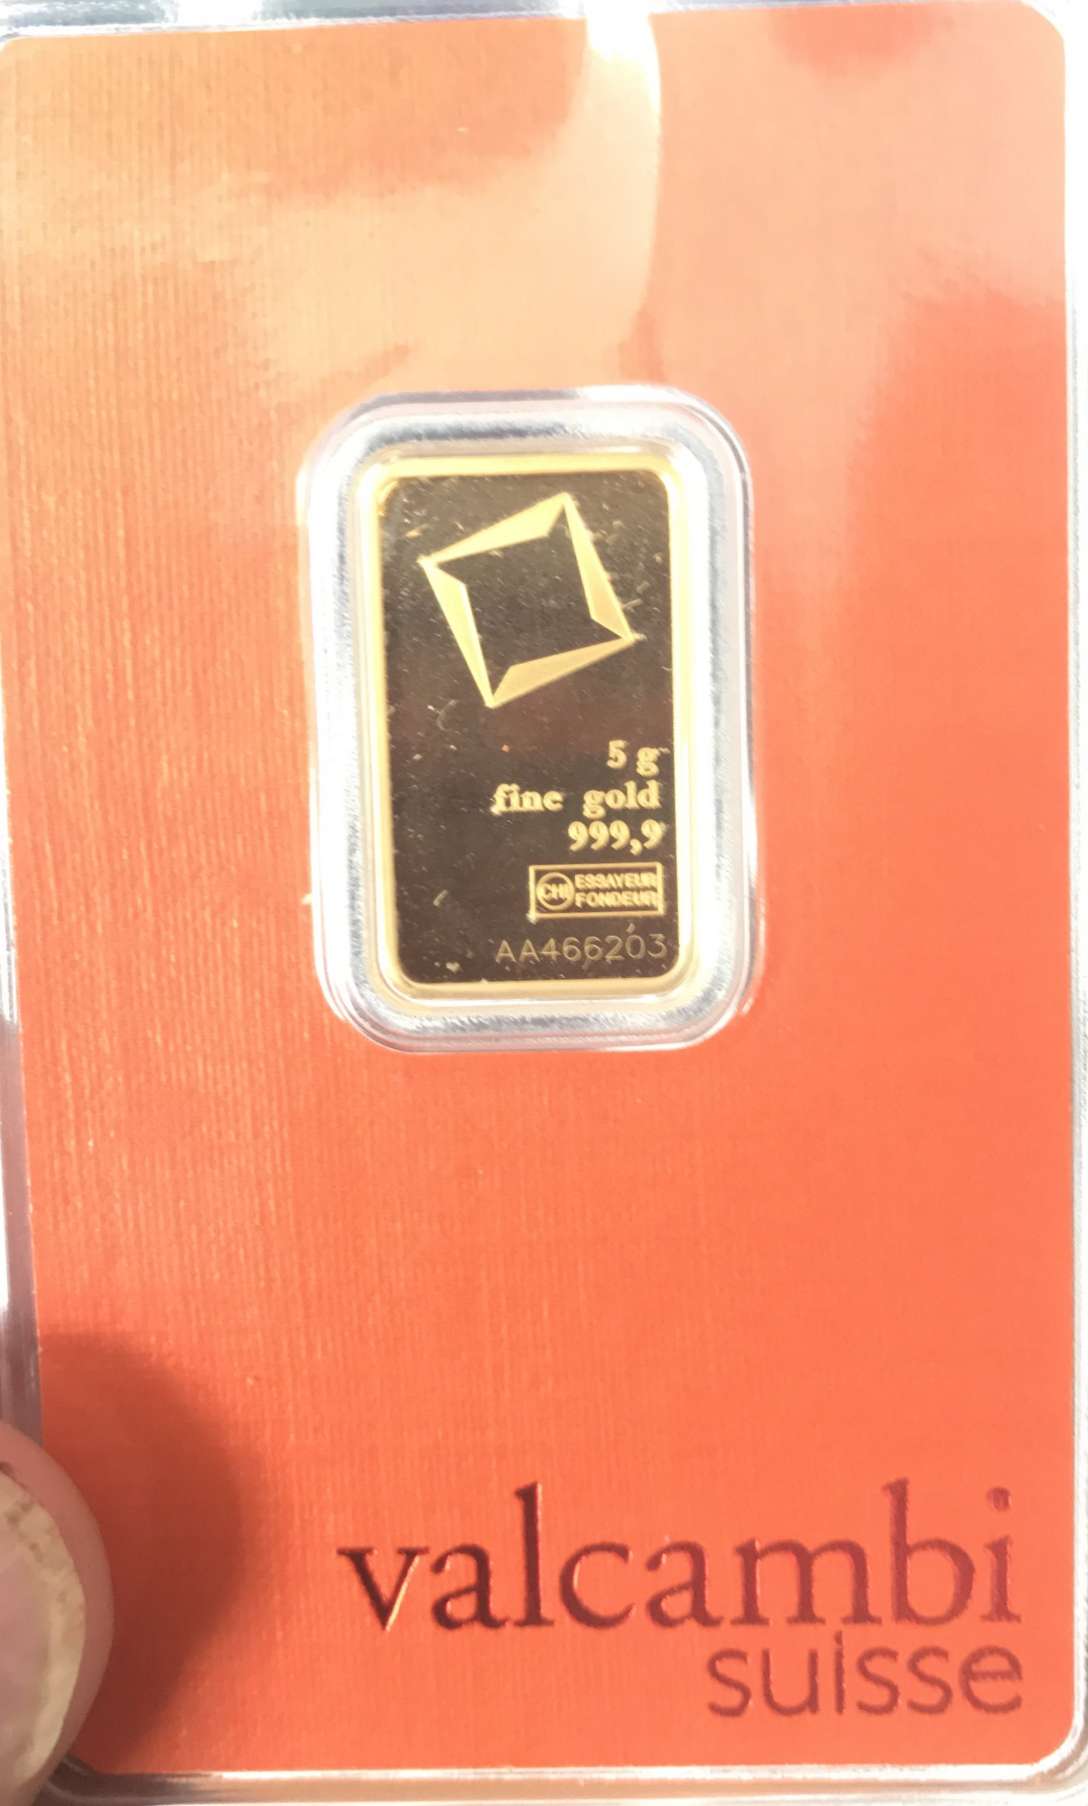 5 g
fine gold
999,9
CHI ESSAYEUR
FONDEUR
AA466203
valcambi
suisse